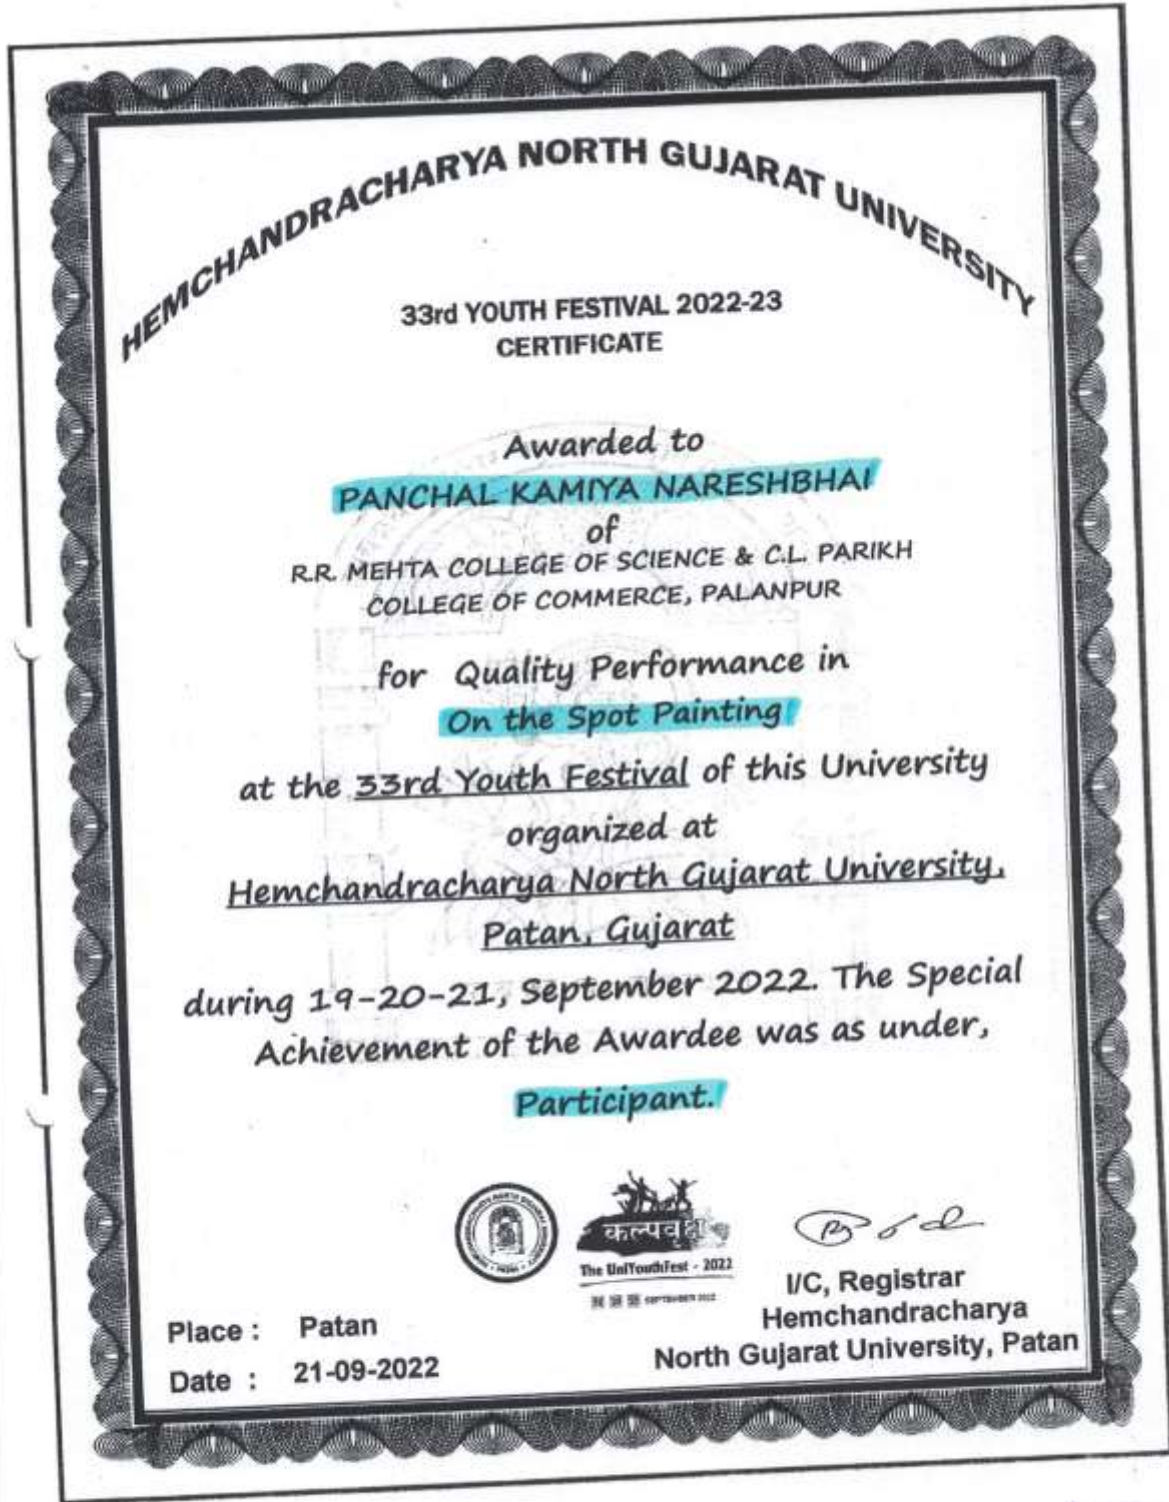 HEMCHANDRACHARYA NORTH GUJARAT UNIVERSITY
33rd YOUTH FESTIVAL 2022-23
CERTIFICATE
Awarded to
PANCHAL KAMIYA NARESHBHAI
of
R.R. MEHTA COLLEGE OF SCIENCE & C.L. PARIKH
COLLEGE OF COMMERCE, PALANPUR
for Quality Performance in
On the Spot Painting
at the 33rd Youth Festival of this University
organized at
Hemchandracharya North Gujarat University,
Patan, Gujarat
during 19-20-21, September 2022. The Special
Achievement of the Awardee was as under,
Participant.
कल्पवृक्ष
The UniYouthFest - 2022
SEPTEMBER 2022
I/C, Registrar
Hemchandracharya
North Gujarat University, Patan
Place : Patan
Date : 21-09-2022